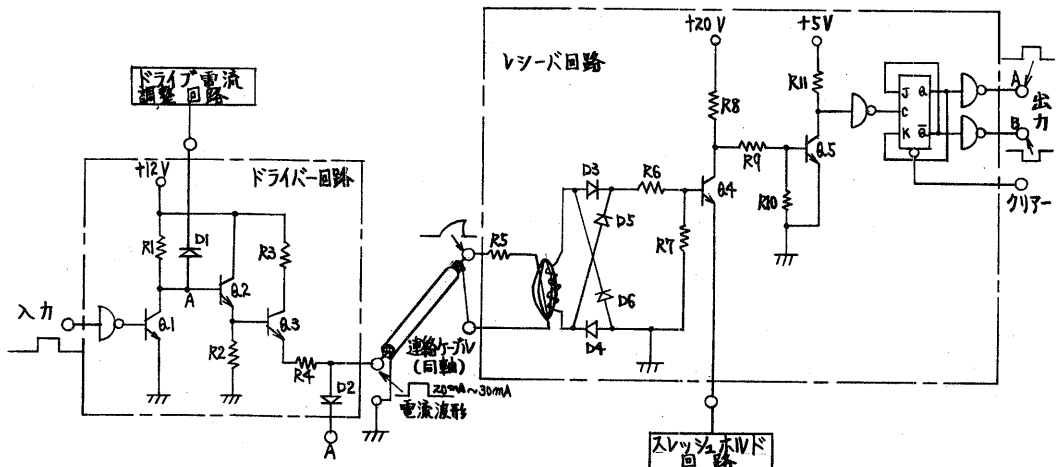 ドライブ電流
調整回路
+12V
ドライバー回路
R1
D1
R3
A
Q2
入力
Q1
Q3
R2
R4
D2
A
連絡ケーブル
(同軸)
20mA~30mA
電流波形
レシーバ回路
+20V
+5V
R8
R11
R5
D3
D5
R6
R7
D6
D4
Q4
R9
R10
Q5
J
Q
C
K
Q̅
A
出力
B
クリアー
スレッシュホルド
回路